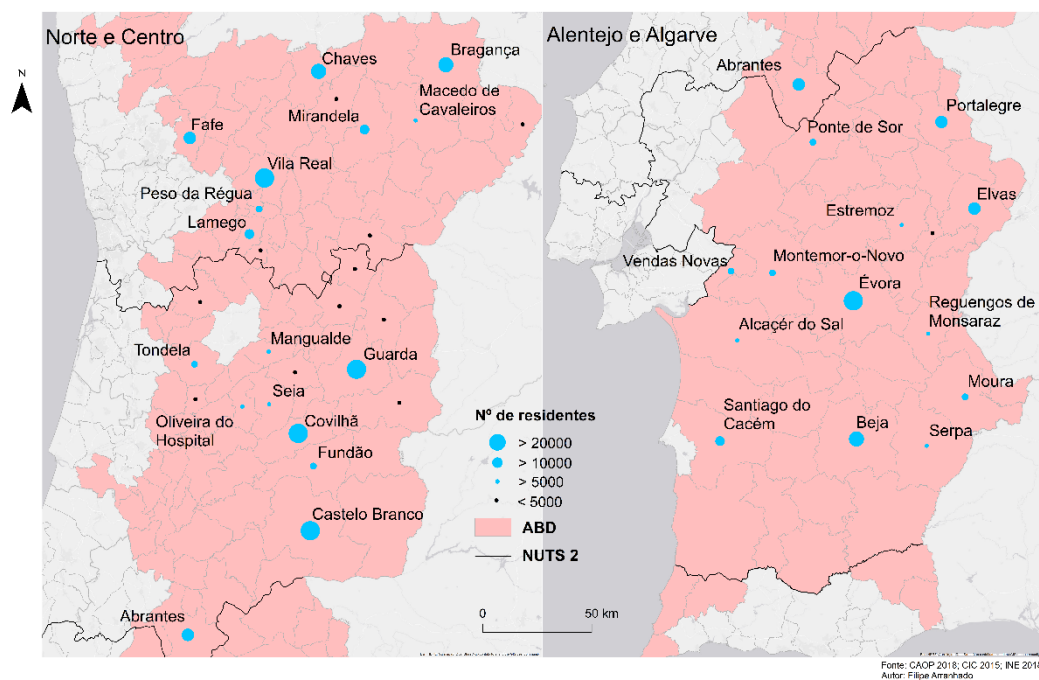 Norte e Centro
N
Chaves
Bragança
Macedo de
Cavaleiros
Mirandela
Fafe
Vila Real
Peso da Régua
Lamego
Mangualde
Tondela
Guarda
Seia
Oliveira do
Hospital
Covilhã
Fundão
Castelo Branco
Abrantes
Nº de residentes
> 20000
> 10000
> 5000
< 5000
ABD
NUTS 2
0 50 km
Alentejo e Algarve
Abrantes
Portalegre
Ponte de Sor
Elvas
Estremoz
Vendas Novas
Montemor-o-Novo
Évora
Reguengos de
Monsaraz
Alcaçér do Sal
Moura
Santiago do
Cacém
Beja
Serpa
Fonte: CAOP 2018; CIC 2015; INE 2018
Autor: Filipe Arranhado